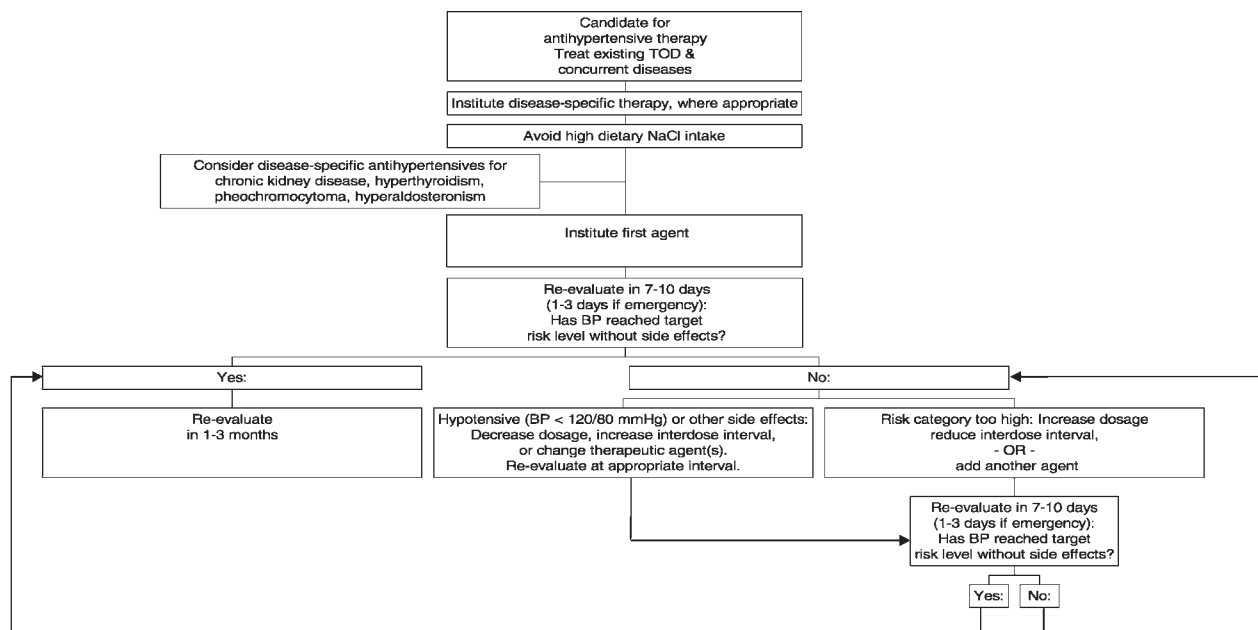 Candidate for
antihypertensive therapy
Treat existing TOD &
concurrent diseases
Institute disease-specific therapy, where appropriate
Avoid high dietary NaCl intake
Consider disease-specific antihypertensives for
chronic kidney disease, hyperthyroidism,
pheochromocytoma, hyperaldosteronism
Institute first agent
Re-evaluate in 7-10 days
(1-3 days if emergency):
Has BP reached target
risk level without side effects?
Yes:
No:
Re-evaluate
in 1-3 months
Hypotensive (BP < 120/80 mmHg) or other side effects:
Decrease dosage, increase interdose interval,
or change therapeutic agent(s).
Re-evaluate at appropriate interval.
Risk category too high: Increase dosage
reduce interdose interval,
- OR -
add another agent
Re-evaluate in 7-10 days
(1-3 days if emergency):
Has BP reached target
risk level without side effects?
Yes:
No: